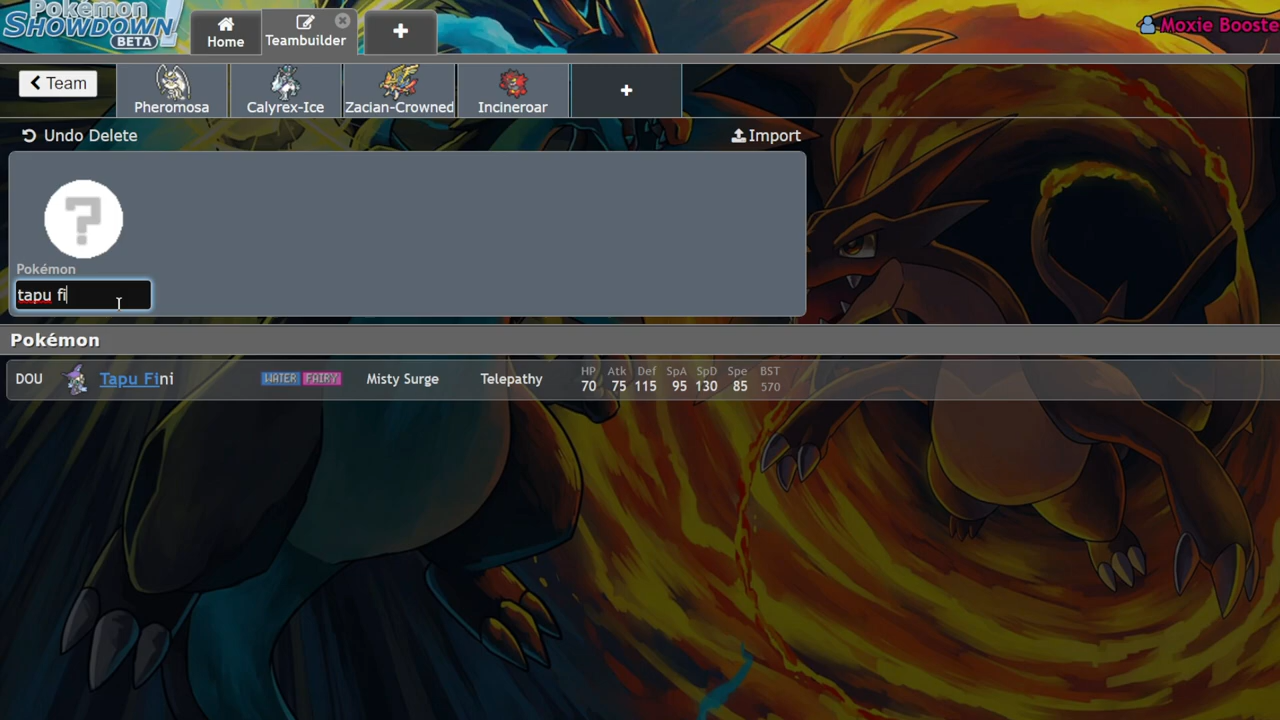 Pokémon
SHOWDOWN!
BETA
Home
Teambuilder
+
Moxie Booste
Team
Pheromosa
Calyrex-Ice
Zacian-Crowned
Incineroar
+
Undo Delete
Import
?
Pokémon
tapu fi
Pokémon
DOU Tapu Fini WATER FAIRY Misty Surge Telepathy HP 70 Atk 75 Def 115 SpA 95 SpD 130 Spe 85 BST 570